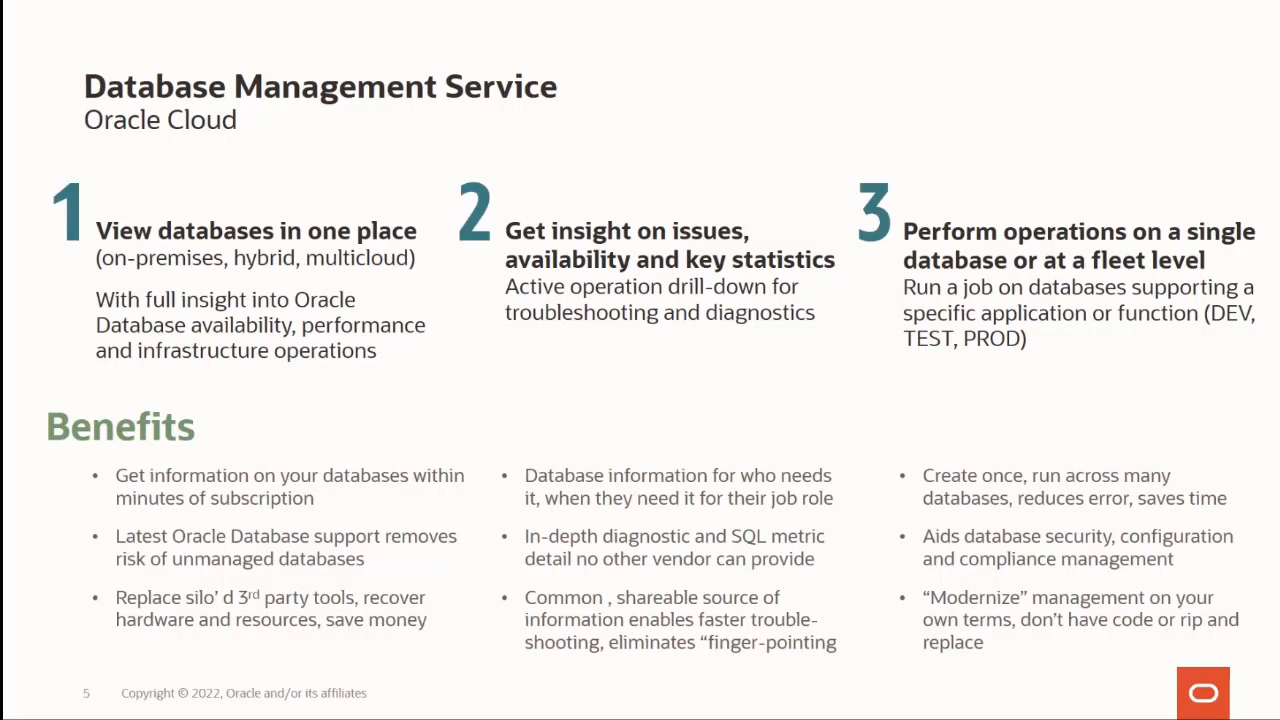 Database Management Service
Oracle Cloud
1
View databases in one place
(on-premises, hybrid, multicloud)
With full insight into Oracle
Database availability, performance
and infrastructure operations
2
Get insight on issues,
availability and key statistics
Active operation drill-down for
troubleshooting and diagnostics
3
Perform operations on a single
database or at a fleet level
Run a job on databases supporting a
specific application or function (DEV,
TEST, PROD)
Benefits
• Get information on your databases within
minutes of subscription
• Latest Oracle Database support removes
risk of unmanaged databases
• Replace silo’ d 3rd party tools, recover
hardware and resources, save money
• Database information for who needs
it, when they need it for their job role
• In-depth diagnostic and SQL metric
detail no other vendor can provide
• Common , shareable source of
information enables faster trouble-
shooting, eliminates “finger-pointing
• Create once, run across many
databases, reduces error, saves time
• Aids database security, configuration
and compliance management
• “Modernize” management on your
own terms, don’t have code or rip and
replace
5 Copyright © 2022, Oracle and/or its affiliates